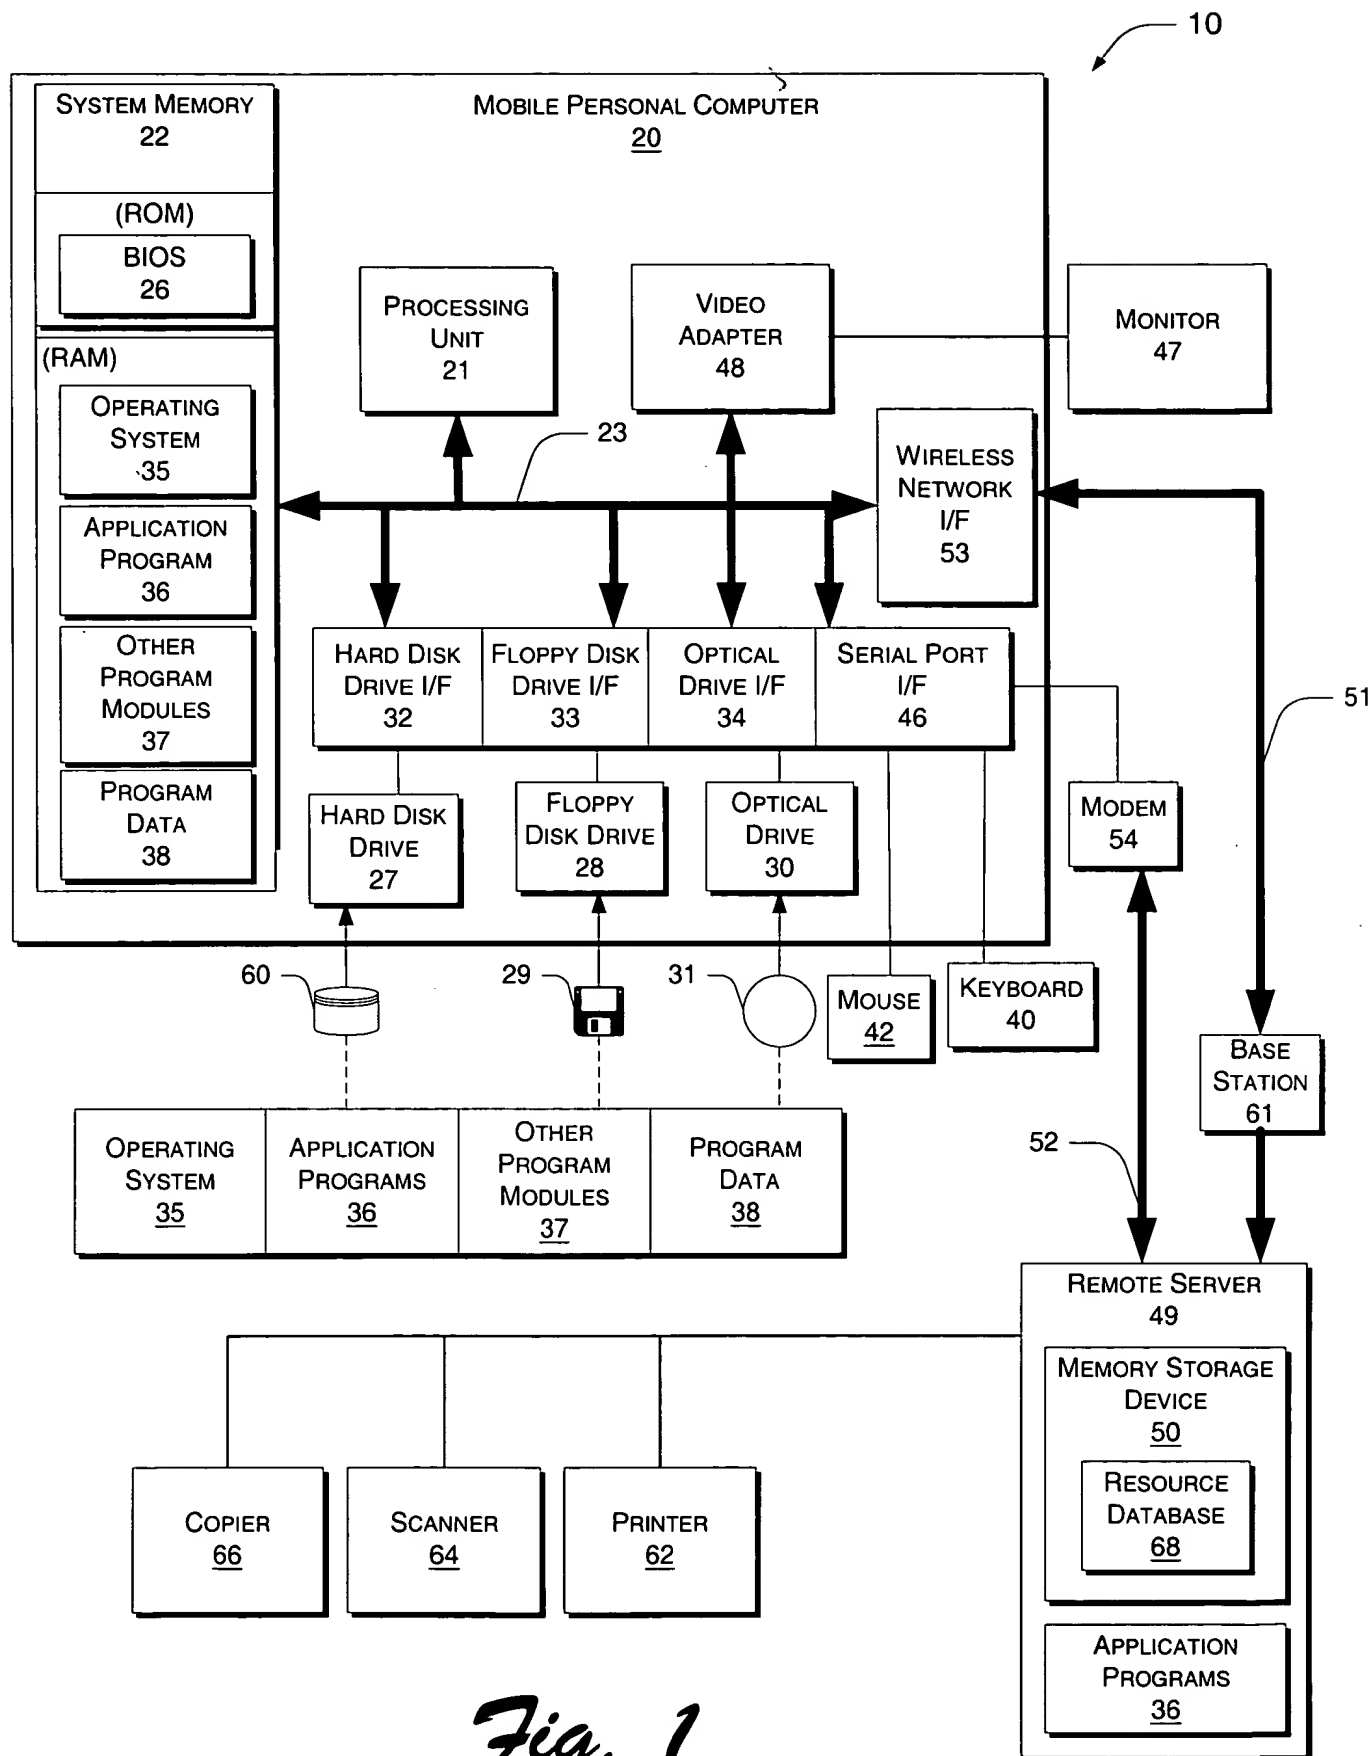 10
SYSTEM MEMORY
22
MOBILE PERSONAL COMPUTER
20
(ROM)
BIOS
26
PROCESSING
UNIT
21
VIDEO
ADAPTER
48
MONITOR
47
(RAM)
OPERATING
SYSTEM
35
23
WIRELESS
NETWORK
I/F
53
APPLICATION
PROGRAM
36
OTHER
PROGRAM
MODULES
37
HARD DISK
DRIVE I/F
32
FLOPPY DISK
DRIVE I/F
33
OPTICAL
DRIVE I/F
34
SERIAL PORT
I/F
46
51
PROGRAM
DATA
38
HARD DISK
DRIVE
27
FLOPPY
DISK DRIVE
28
OPTICAL
DRIVE
30
MODEM
54
60
29
31
MOUSE
42
KEYBOARD
40
BASE
STATION
61
OPERATING
SYSTEM
35
APPLICATION
PROGRAMS
36
OTHER
PROGRAM
MODULES
37
PROGRAM
DATA
38
52
REMOTE SERVER
49
MEMORY STORAGE
DEVICE
50
RESOURCE
DATABASE
68
COPIER
66
SCANNER
64
PRINTER
62
APPLICATION
PROGRAMS
36
Fig. 1